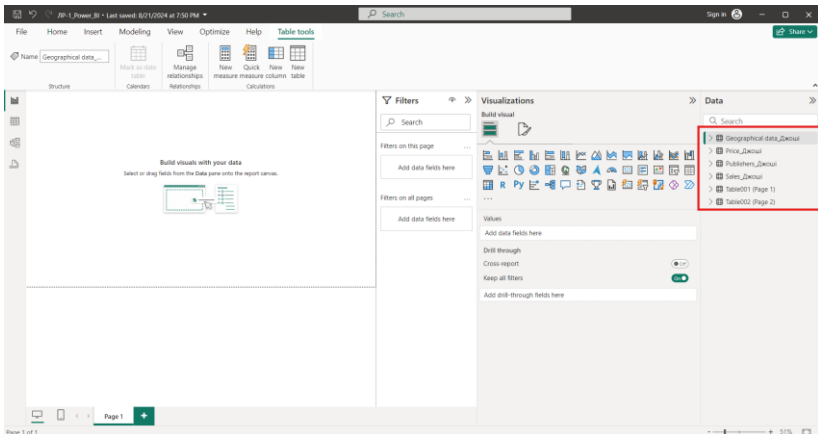 ЛР-1_Power_BI • Last saved: 8/21/2024 at 7:50 PM
Search
Sign in
File Home Insert Modeling View Optimize Help Table tools
Share
Name Geographical data_...
Mark as date table
Manage relationships
New measure
Quick measure
New column
New table
Structure Calendars Relationships Calculations
Build visuals with your data
Select or drag fields from the Data pane onto the report canvas.
Filters
Search
Filters on this page ...
Add data fields here
Filters on all pages ...
Add data fields here
Visualizations
Build visual
R Py
...
Values
Add data fields here
Drill through
Cross-report
Off
Keep all filters
On
Add drill-through fields here
Data
Search
Geographical data_Джоші
Price_Джоші
Publishers_Джоші
Sales_Джоші
Table001 (Page 1)
Table002 (Page 2)
Page 1
Page 1 of 1
51%